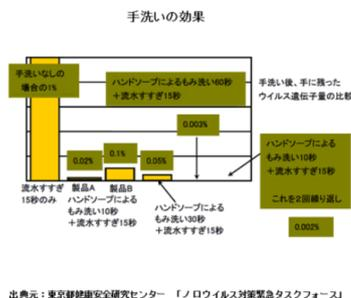 手洗いの効果
手洗いなしの
場合の1%
ハンドソープによるもみ洗い60秒
＋流水すすぎ15秒
手洗い後、手に残った
ウイルス遺伝子量の比較
0.003%
ハンドソープによる
もみ洗い10秒
＋流水すすぎ15秒
これを2回繰り返し
0.02%
0.1%
0.05%
流水すすぎ
15秒のみ
製品A
製品B
ハンドソープによる
もみ洗い10秒
＋流水すすぎ15秒
ハンドソープによる
もみ洗い30秒
＋流水すすぎ15秒
0.002%
出典元：東京都健康安全研究センター 「ノロウイルス対策緊急タスクフォース」